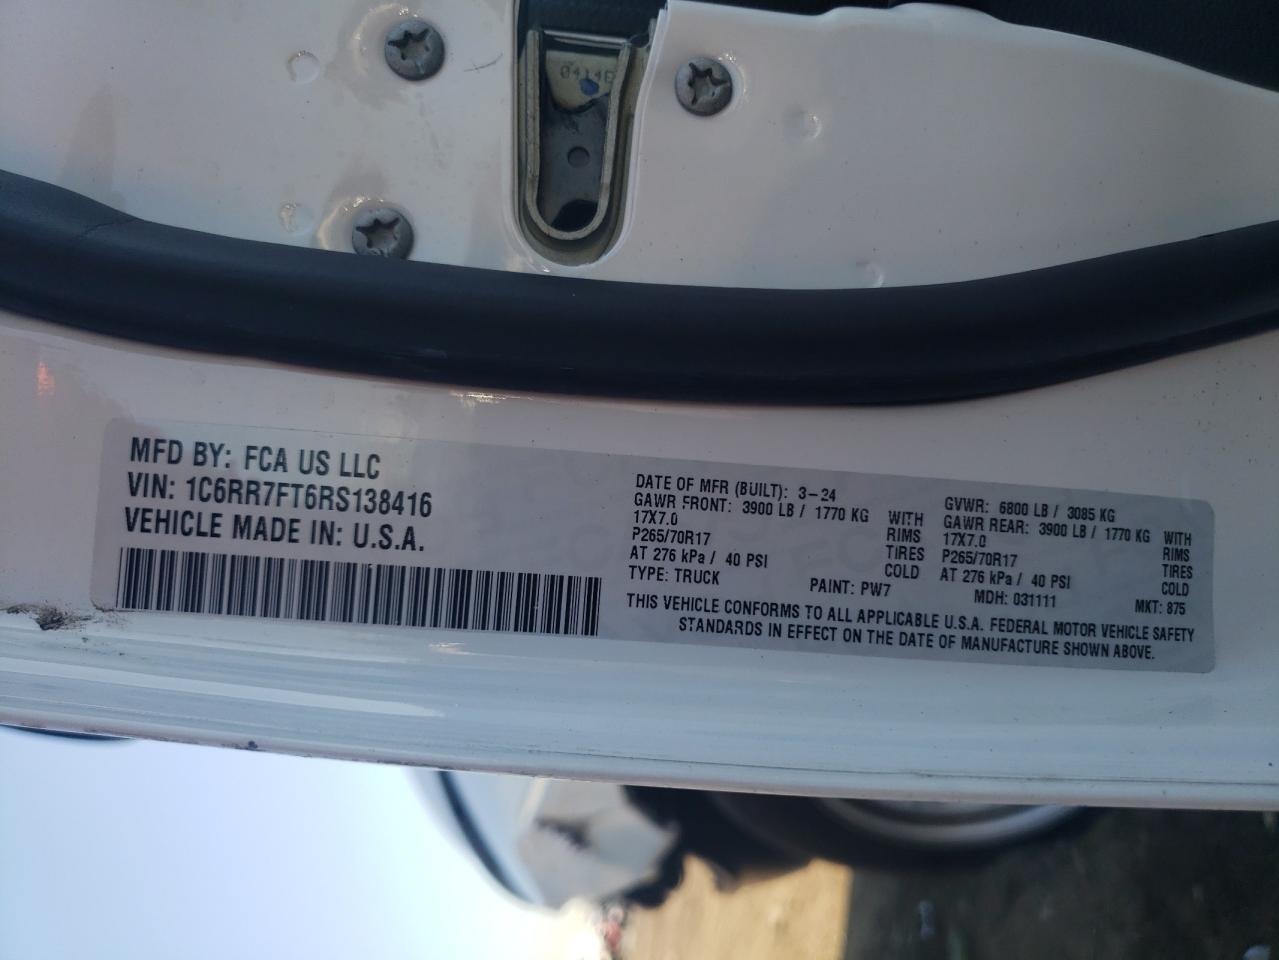 0414E
MFD BY: FCA US LLC
VIN: 1C6RR7FT6RS138416
VEHICLE MADE IN: U.S.A.
DATE OF MFR (BUILT): 3-24
GAWR FRONT: 3900 LB / 1770 KG WITH
17X7.0 RIMS
P265/70R17 TIRES
AT 276 kPa / 40 PSI COLD
TYPE: TRUCK PAINT: PW7
GVWR: 6800 LB / 3085 KG
GAWR REAR: 3900 LB / 1770 KG WITH
17X7.0 RIMS
P265/70R17 TIRES
AT 276 kPa / 40 PSI COLD
MDH: 031111 MKT: 875
THIS VEHICLE CONFORMS TO ALL APPLICABLE U.S.A. FEDERAL MOTOR VEHICLE SAFETY
STANDARDS IN EFFECT ON THE DATE OF MANUFACTURE SHOWN ABOVE.